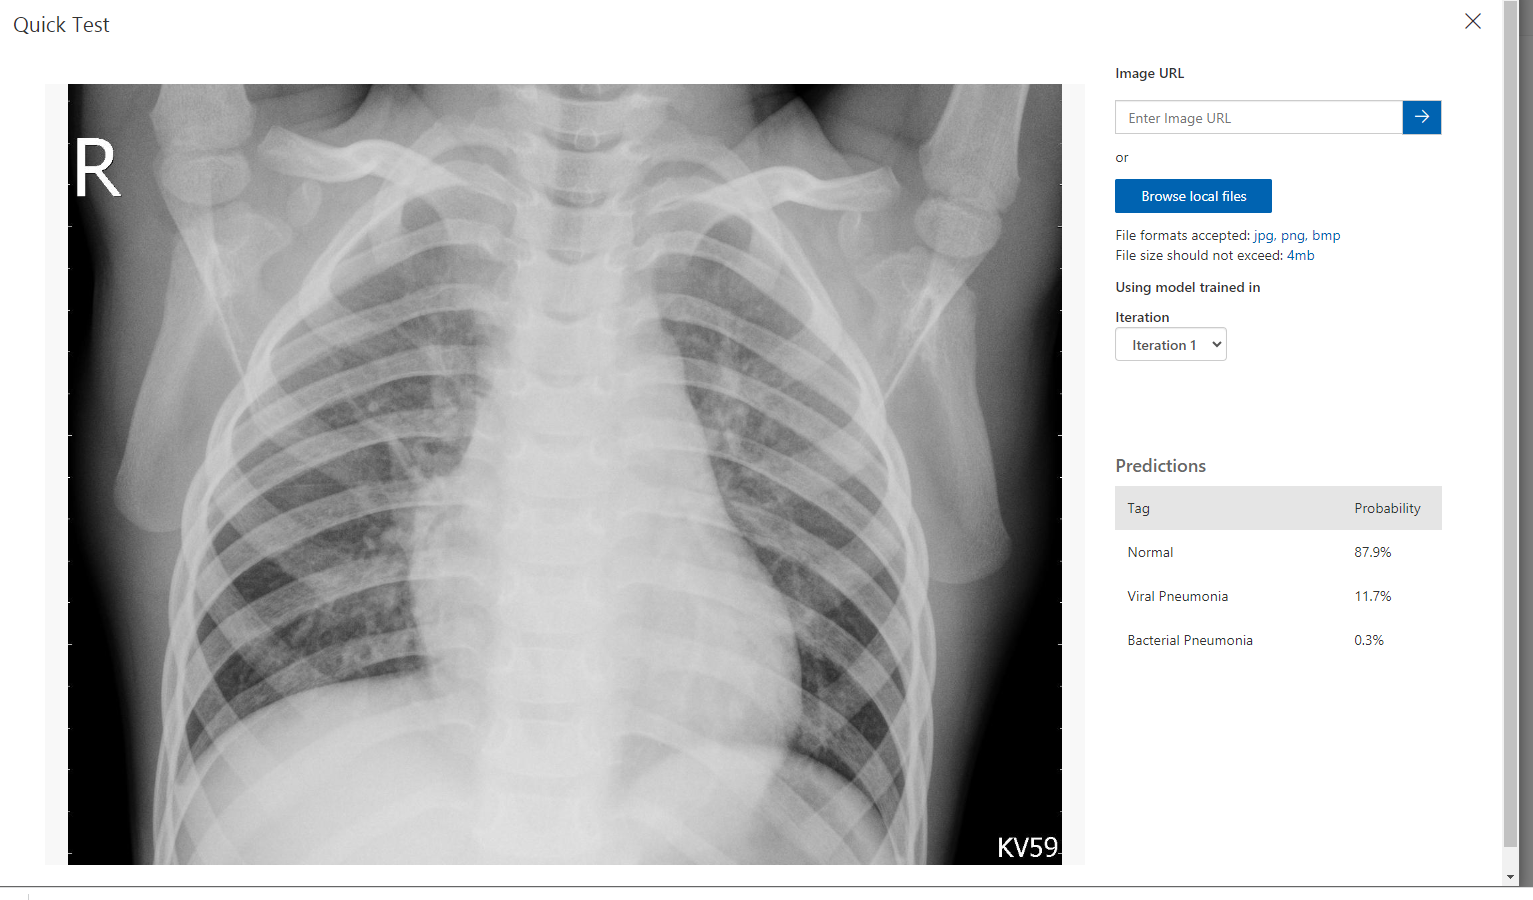 Quick Test
R
KV59
Image URL
Enter Image URL
or
Browse local files
File formats accepted: jpg, png, bmp
File size should not exceed: 4mb
Using model trained in
Iteration
Iteration 1
Predictions
Tag Probability
Normal 87.9%
Viral Pneumonia 11.7%
Bacterial Pneumonia 0.3%